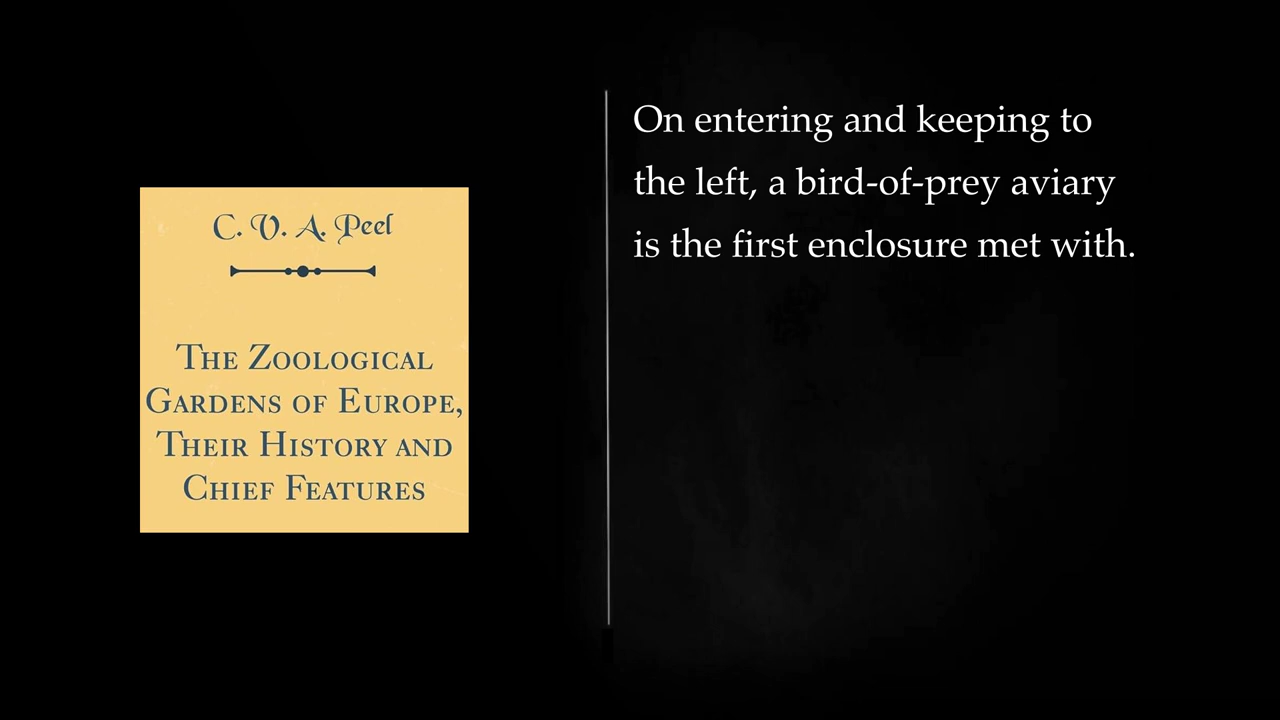 C. V. A. Peel
The Zoological
Gardens of Europe,
Their History and
Chief Features
On entering and keeping to
the left, a bird-of-prey aviary
is the first enclosure met with.